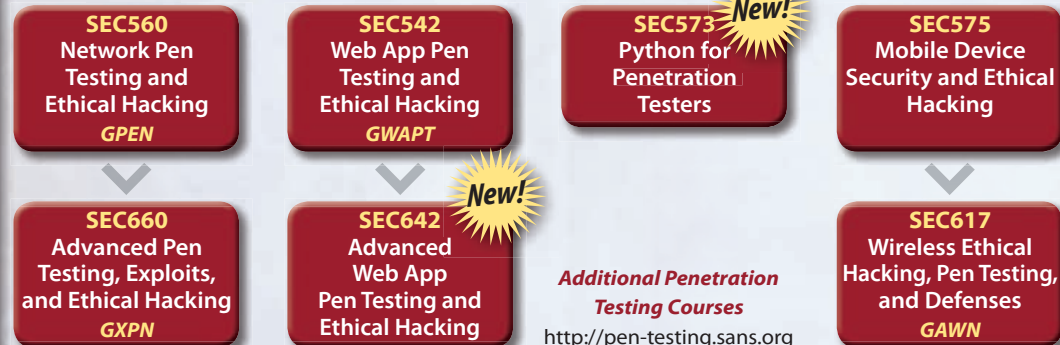 SEC560
Network Pen
Testing and
Ethical Hacking
GPEN
SEC542
Web App Pen
Testing and
Ethical Hacking
GWAPT
New!
SEC573
Python for
Penetration
Testers
SEC575
Mobile Device
Security and Ethical
Hacking
SEC660
Advanced Pen
Testing, Exploits,
and Ethical Hacking
GXPN
New!
SEC642
Advanced
Web App
Pen Testing and
Ethical Hacking
Additional Penetration
Testing Courses
http://pen-testing.sans.org
SEC617
Wireless Ethical
Hacking, Pen Testing,
and Defenses
GAWN